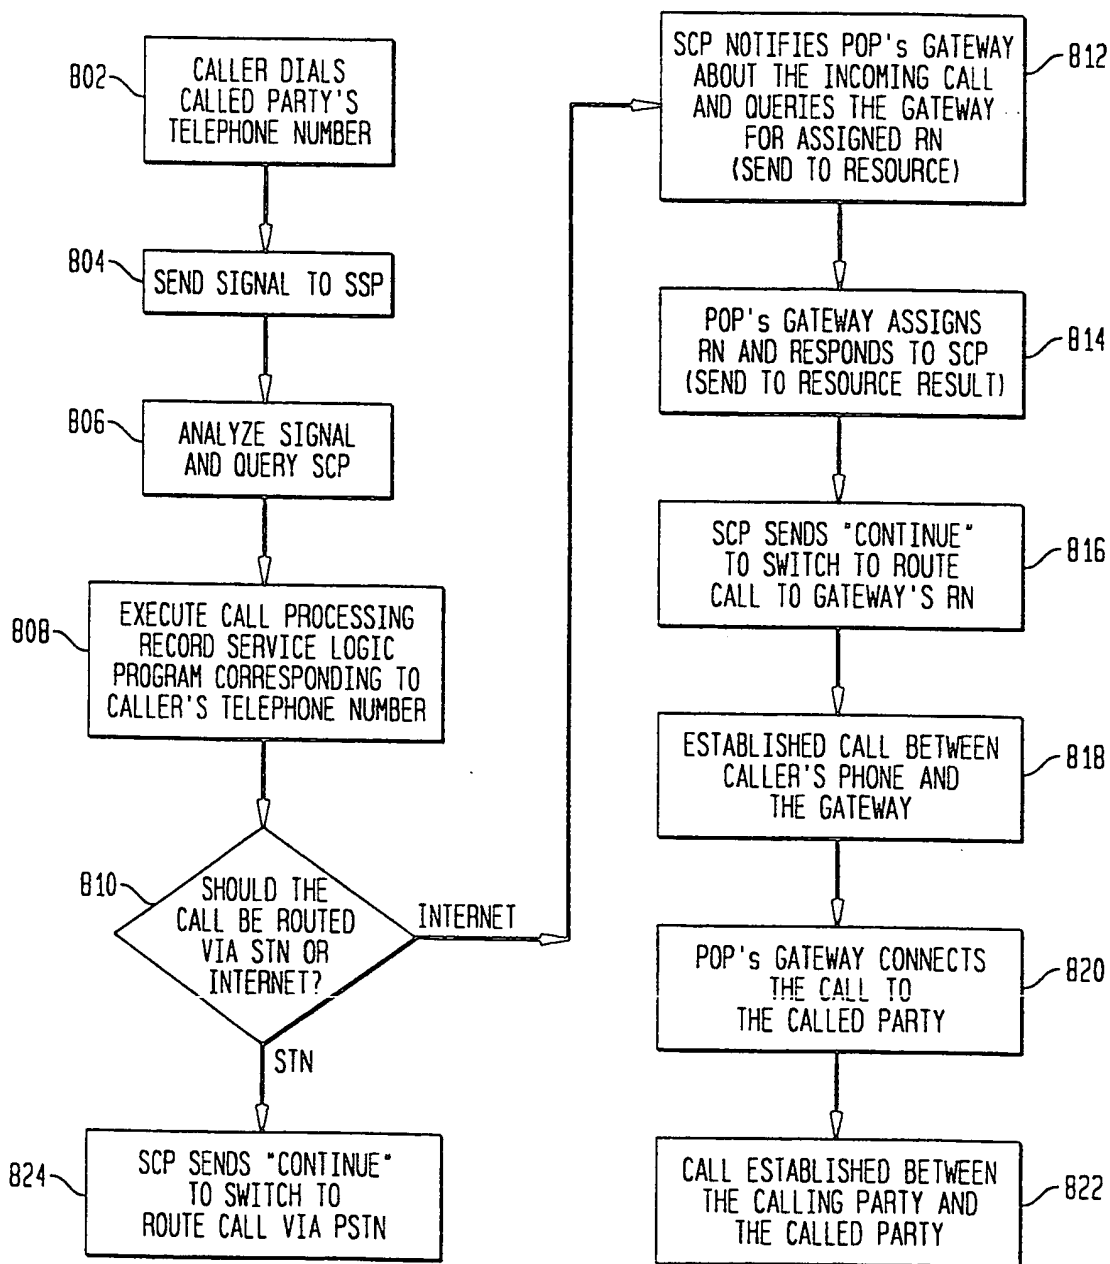 802
CALLER DIALS
CALLED PARTY'S
TELEPHONE NUMBER
804
SEND SIGNAL TO SSP
806
ANALYZE SIGNAL
AND QUERY SCP
808
EXECUTE CALL PROCESSING
RECORD SERVICE LOGIC
PROGRAM CORRESPONDING TO
CALLER'S TELEPHONE NUMBER
810
SHOULD THE
CALL BE ROUTED
VIA STN OR
INTERNET?
INTERNET
STN
824
SCP SENDS "CONTINUE"
TO SWITCH TO
ROUTE CALL VIA PSTN
812
SCP NOTIFIES POP's GATEWAY
ABOUT THE INCOMING CALL
AND QUERIES THE GATEWAY
FOR ASSIGNED RN
(SEND TO RESOURCE)
814
POP's GATEWAY ASSIGNS
RN AND RESPONDS TO SCP
(SEND TO RESOURCE RESULT)
816
SCP SENDS "CONTINUE"
TO SWITCH TO ROUTE
CALL TO GATEWAY'S RN
818
ESTABLISHED CALL BETWEEN
CALLER'S PHONE AND
THE GATEWAY
820
POP's GATEWAY CONNECTS
THE CALL TO
THE CALLED PARTY
822
CALL ESTABLISHED BETWEEN
THE CALLING PARTY AND
THE CALLED PARTY